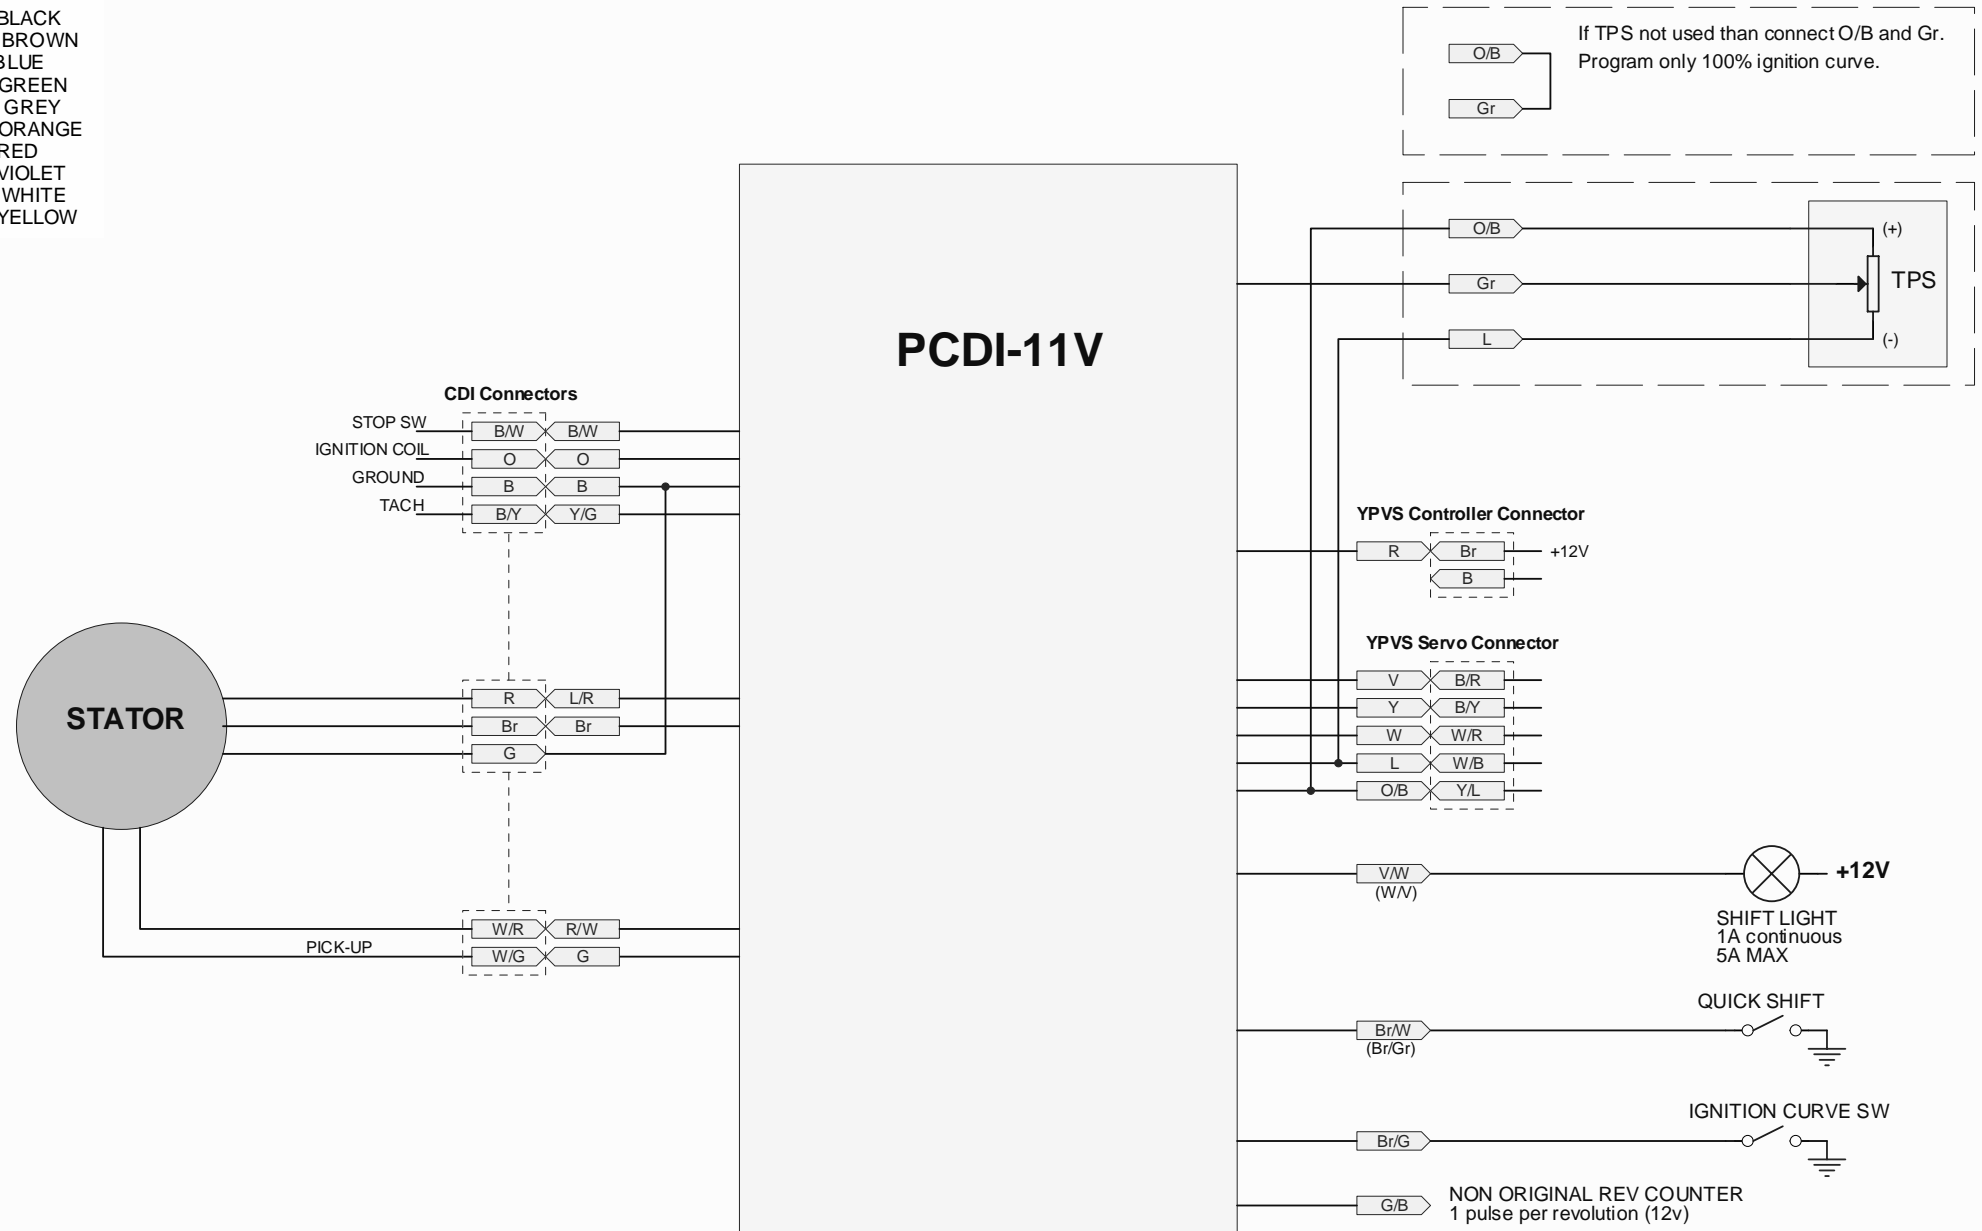 BLACK
BROWN
BLUE
GREEN
GREY
ORANGE
RED
VIOLET
WHITE
YELLOW
O/B
Gr
If TPS not used than connect O/B and Gr.
Program only 100% ignition curve.
O/B
(+)
Gr
TPS
L
(-)
PCDI-11V
CDI Connectors
STOP SW B/W B/W
IGNITION COIL O O
GROUND B B
TACH B/Y Y/G
YPVS Controller Connector
R Br +12V
B
YPVS Servo Connector
V B/R
Y B/Y
W W/R
L W/B
O/B Y/L
STATOR
R L/R
Br Br
G
W/R R/W
PICK-UP
W/G G
V/W
(W/V)
+12V
SHIFT LIGHT
1A continuous
5A MAX
QUICK SHIFT
Br/W
(Br/Gr)
IGNITION CURVE SW
Br/G
G/B
NON ORIGINAL REV COUNTER
1 pulse per revolution (12v)